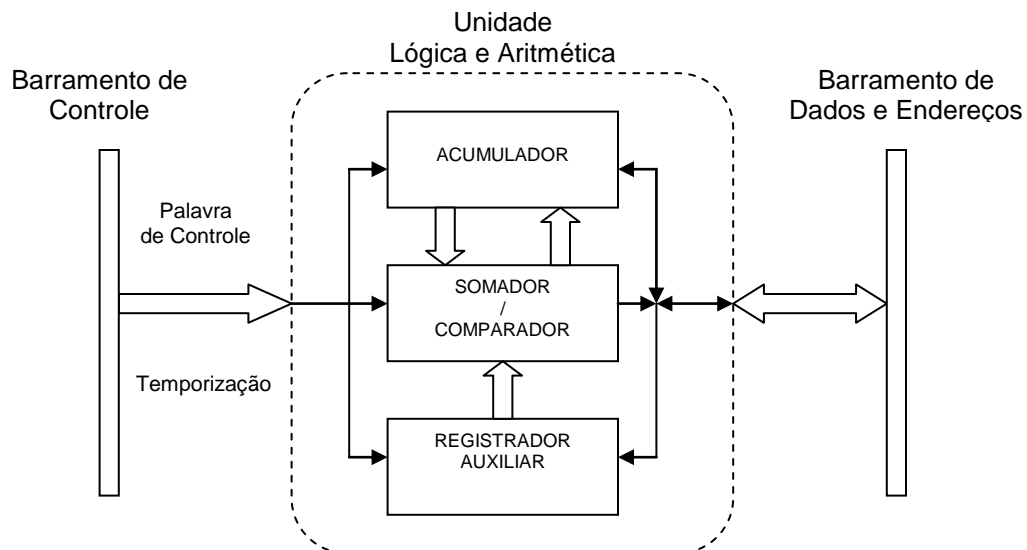 Unidade
Lógica e Aritmética
Barramento de
Controle
Barramento de
Dados e Endereços
ACUMULADOR
Palavra
de Controle
SOMADOR
/
COMPARADOR
Temporização
REGISTRADOR
AUXILIAR